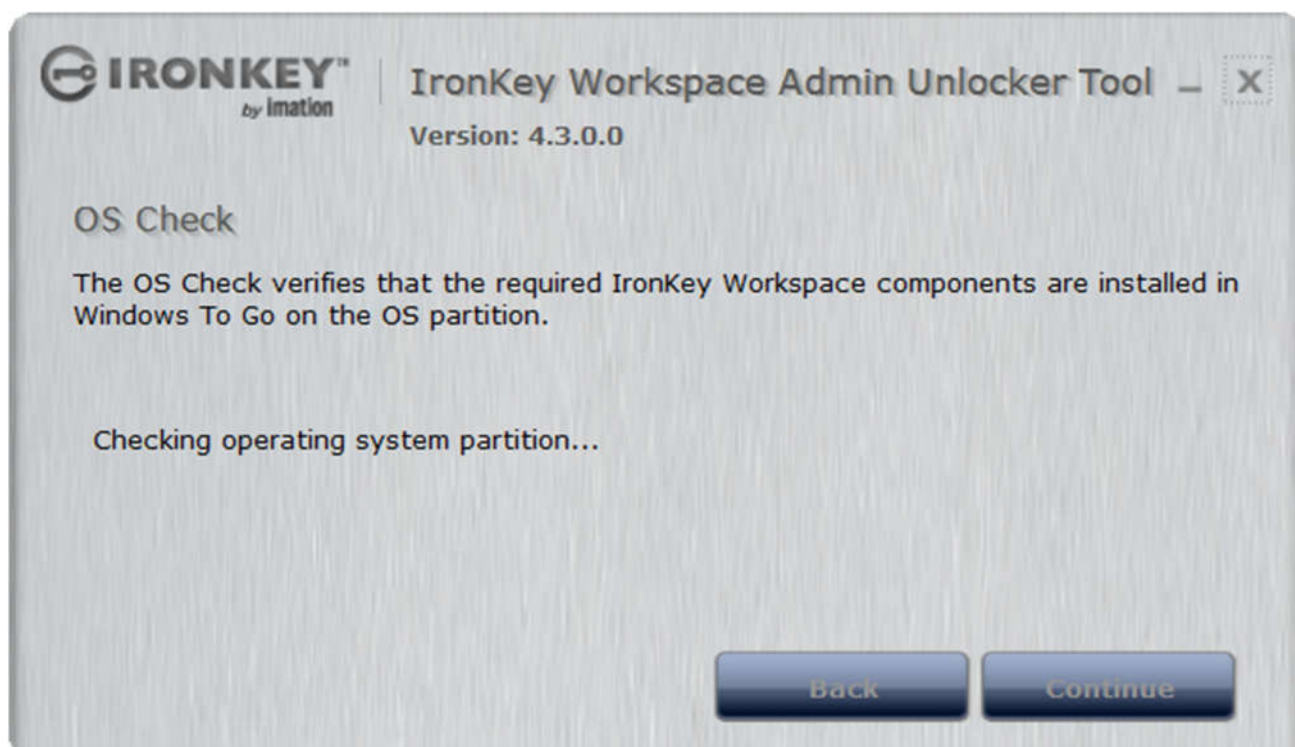 IRONKEY™
by imation
IronKey Workspace Admin Unlocker Tool
Version: 4.3.0.0
OS Check
The OS Check verifies that the required IronKey Workspace components are installed in
Windows To Go on the OS partition.
Checking operating system partition...
Back
Continue